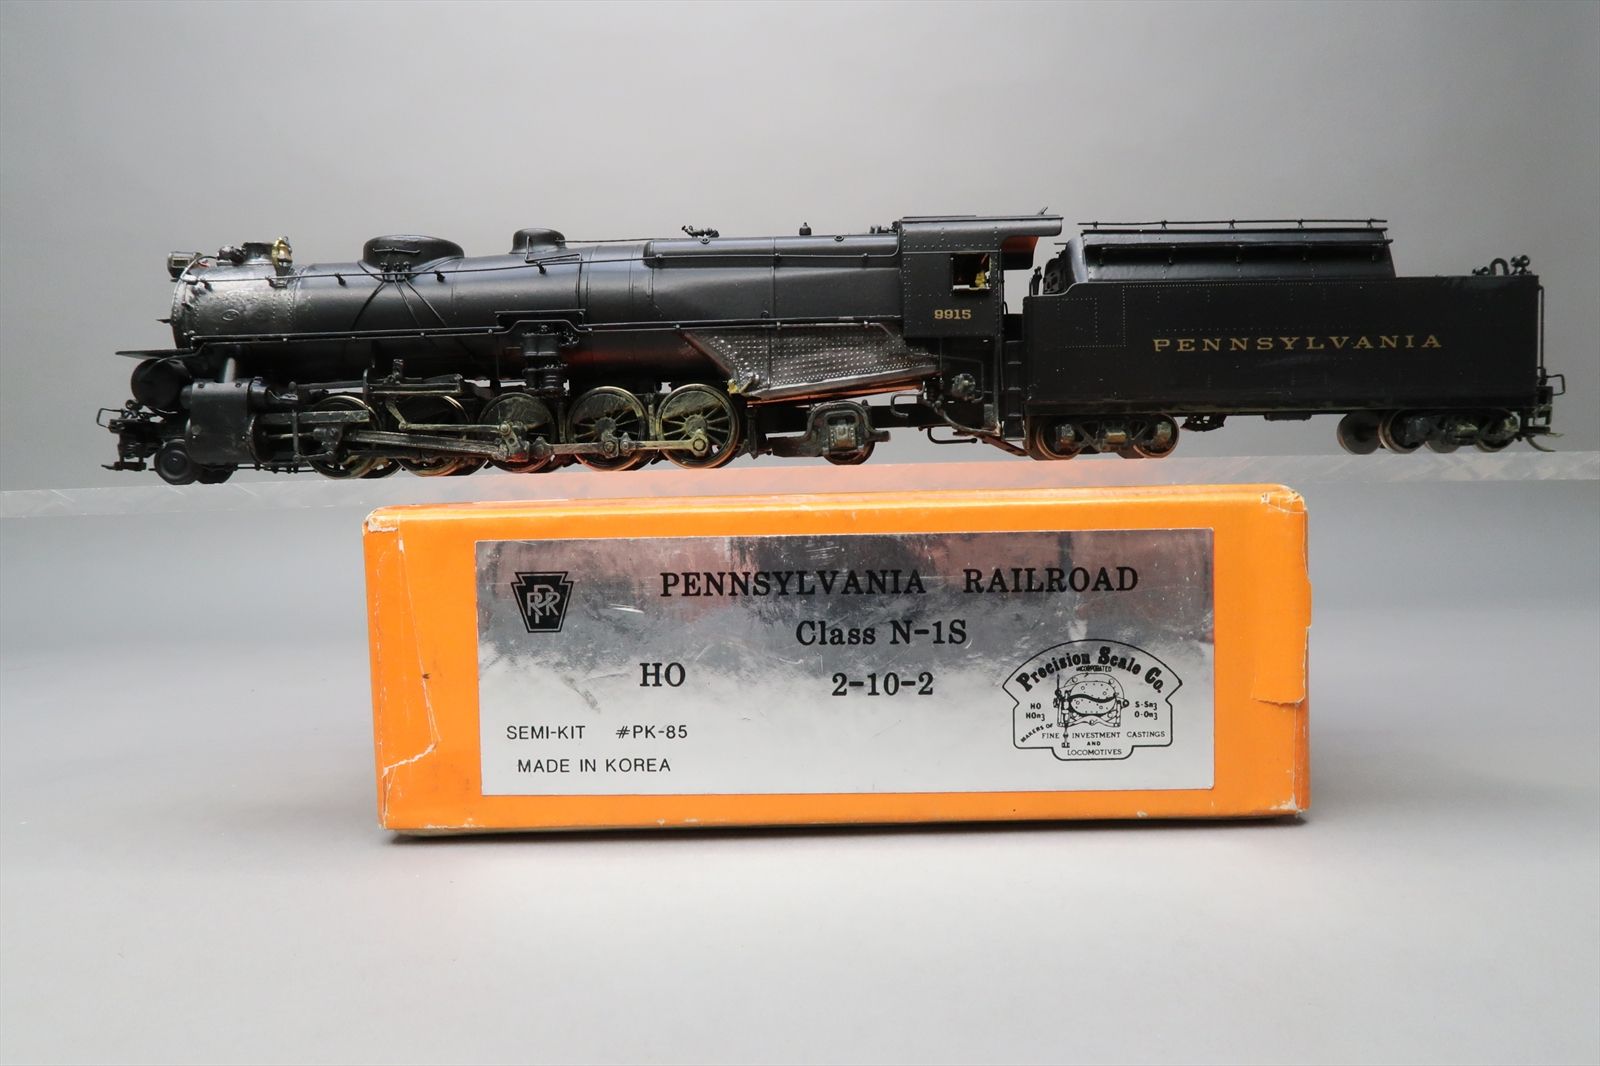 9915
PENNSYLVANIA
PRR
PENNSYLVANIA RAILROAD
Class N-1S
HO 2-10-2
SEMI-KIT #PK-85
MADE IN KOREA
Precision Scale Co.
INCORPORATED
HO S-Sn3
HOn3 O-On3
MAKERS OF
FINE INVESTMENT CASTINGS
AND
LOCOMOTIVES